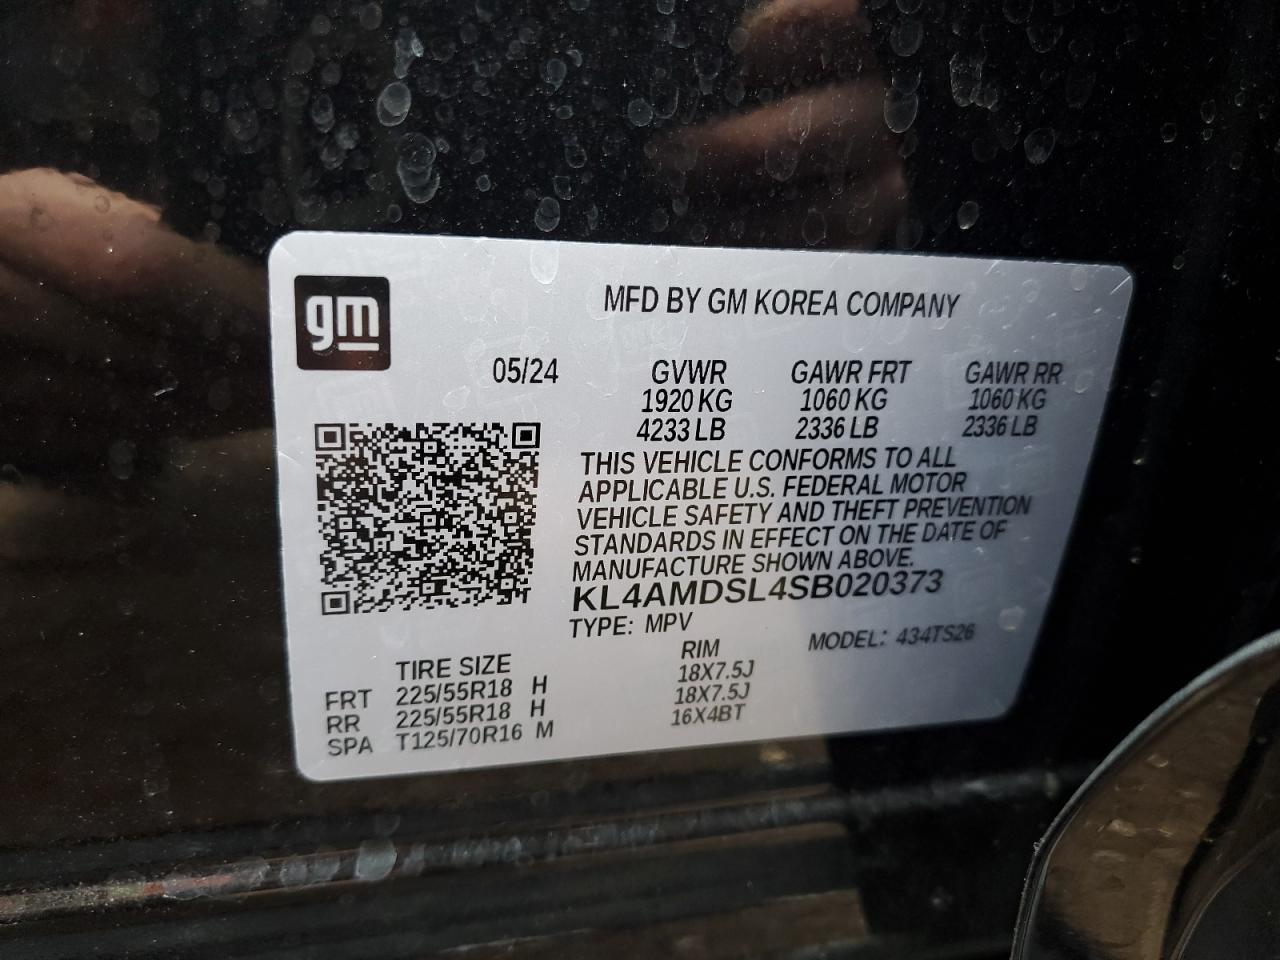 gm
MFD BY GM KOREA COMPANY
05/24 GVWR GAWR FRT GAWR RR
1920 KG 1060 KG 1060 KG
4233 LB 2336 LB 2336 LB
THIS VEHICLE CONFORMS TO ALL
APPLICABLE U.S. FEDERAL MOTOR
VEHICLE SAFETY AND THEFT PREVENTION
STANDARDS IN EFFECT ON THE DATE OF
MANUFACTURE SHOWN ABOVE.
KL4AMDSL4SB020373
TYPE: MPV MODEL: 434TS26
TIRE SIZE RIM
FRT 225/55R18 H 18X7.5J
RR 225/55R18 H 18X7.5J
SPA T125/70R16 M 16X4BT